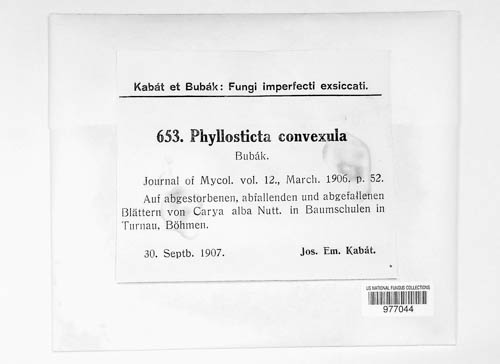 Kabát et Bubák: Fungi imperfecti exsiccati.
653. Phyllosticta convexula
Bubák.
Journal of Mycol. vol. 12., March. 1906. p. 52.
Auf abgestorbenen, abfallenden und abgefallenen
Blättern von Carya alba Nutt. in Baumschulen in
Turnau, Böhmen.
30. Septb. 1907. Jos. Em. Kabát.
US NATIONAL FUNGUS COLLECTIONS
977044